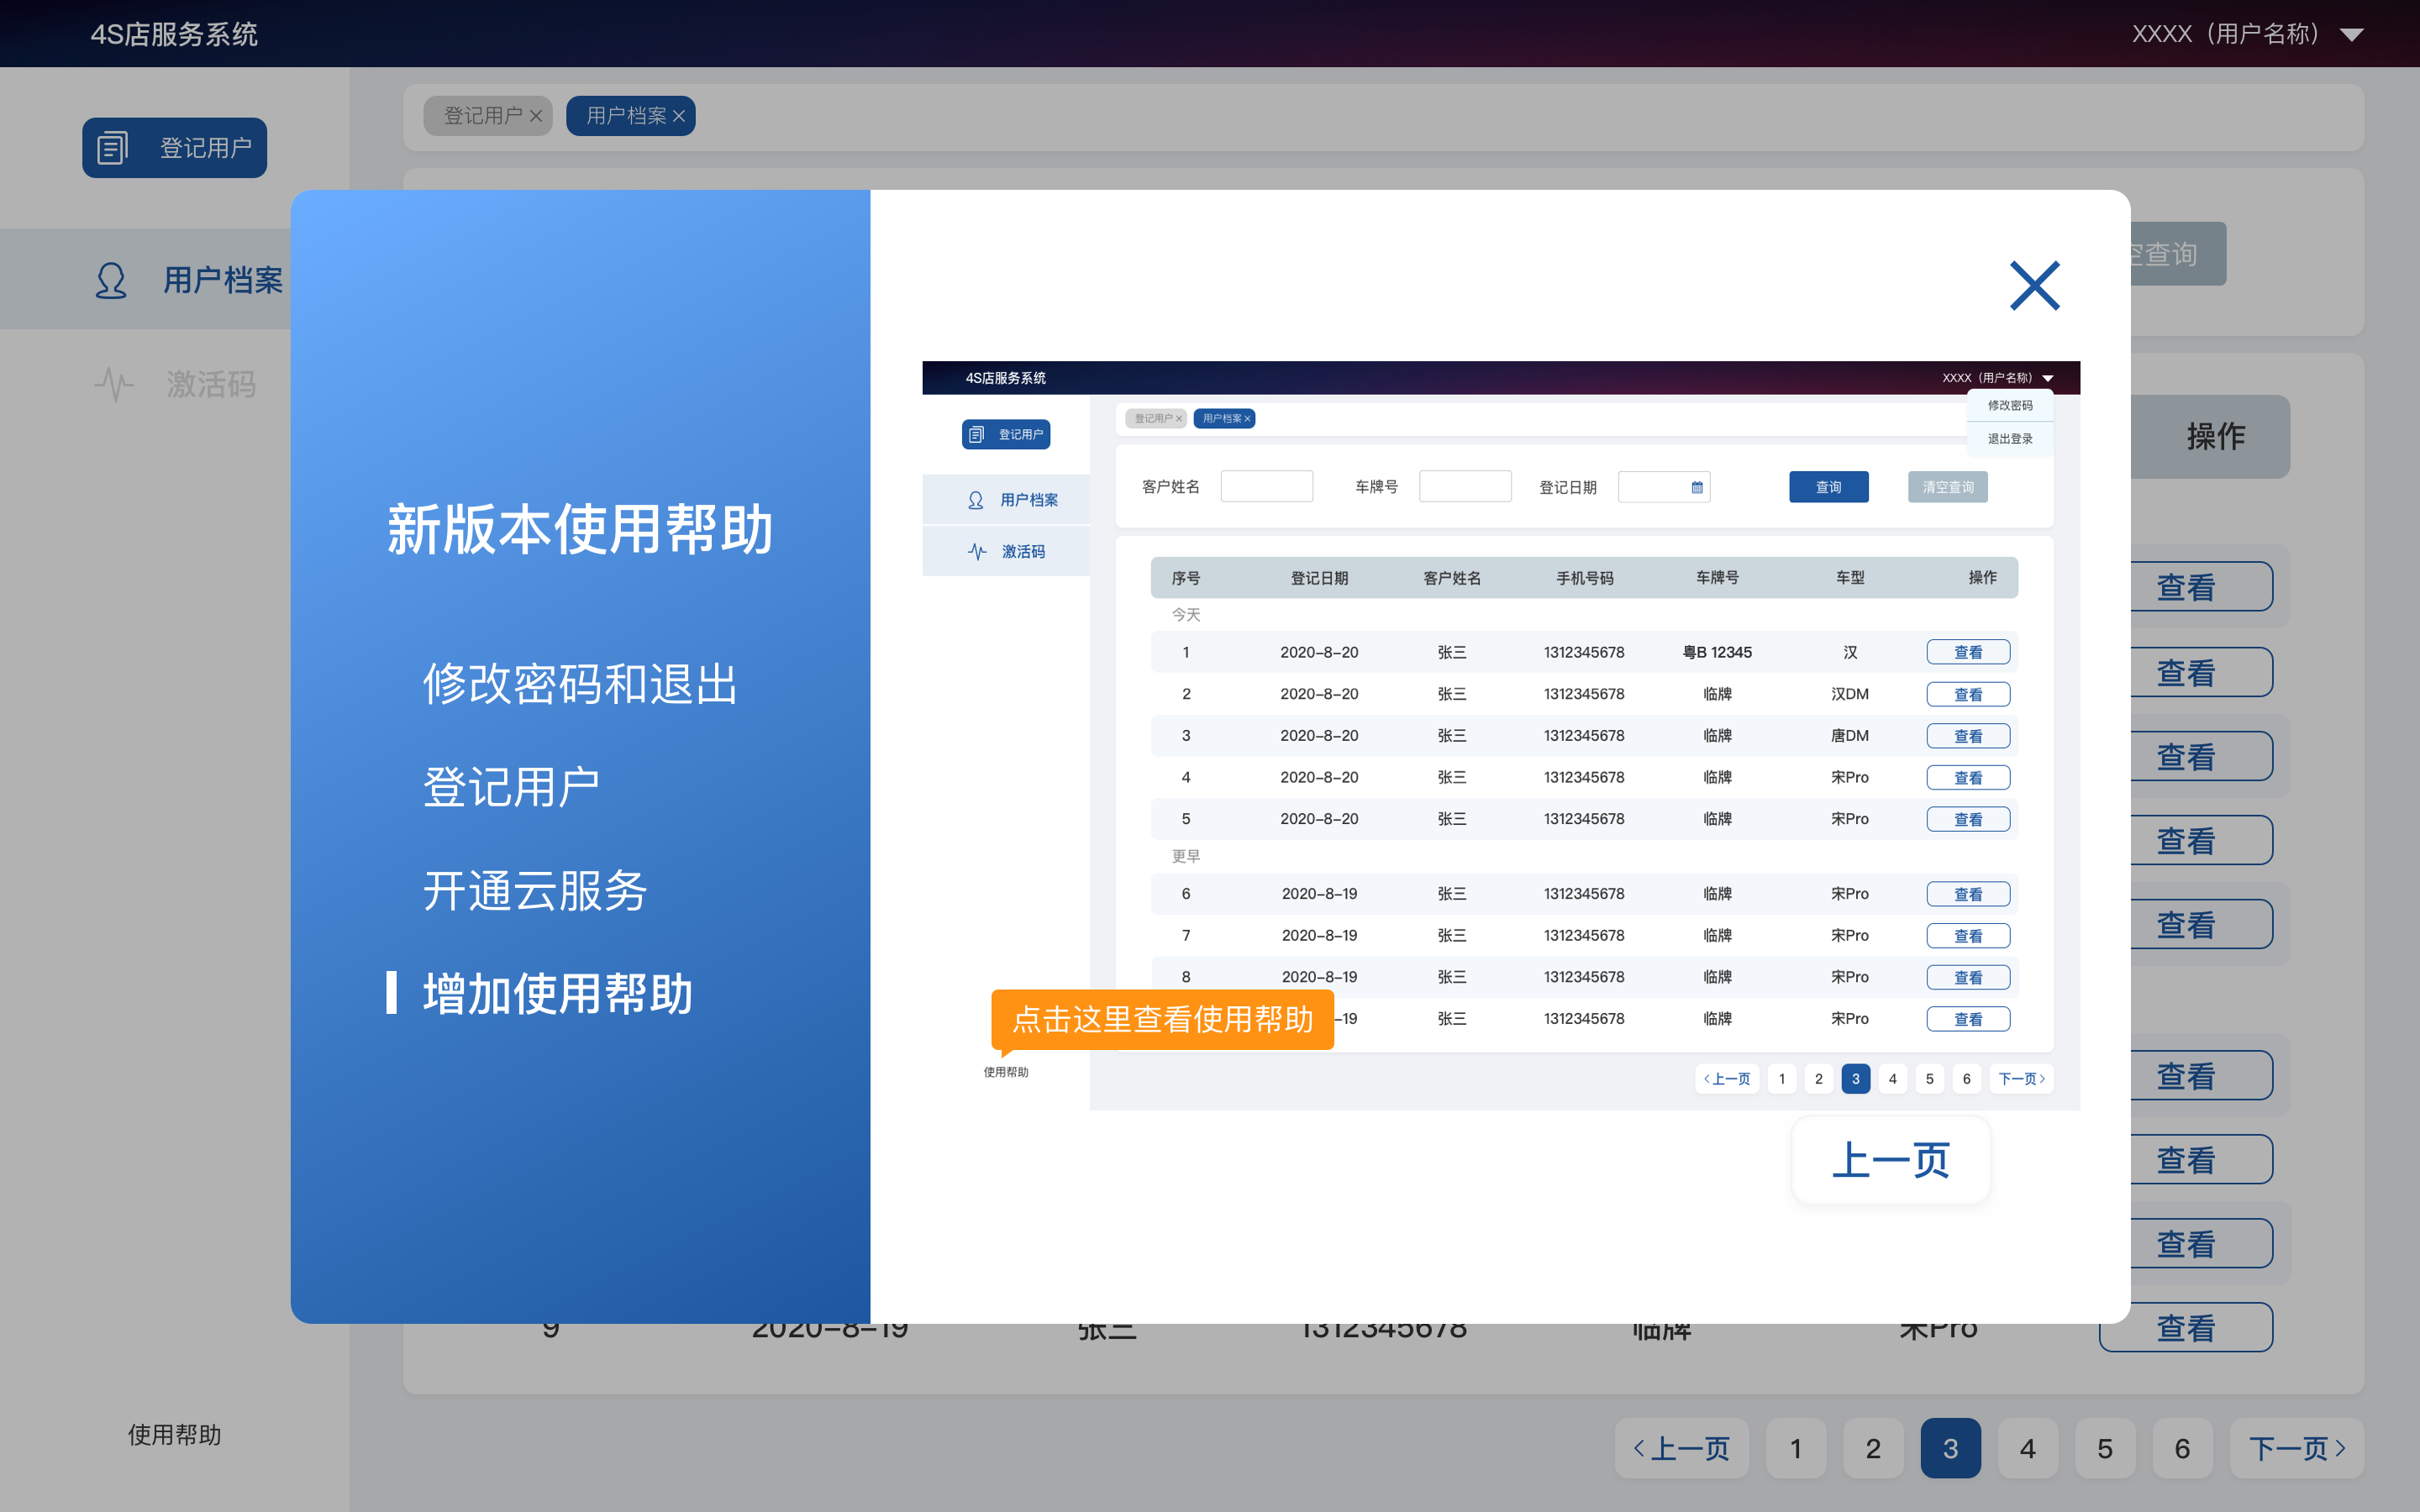 4S店服务系统
XXXX（用户名称）
登记用户
用户档案
登记用户
用户档案
激活码
空查询
操作
查看
查看
查看
查看
查看
查看
查看
查看
9 2020-8-19 张三 1312345678 临牌 宋Pro 查看
使用帮助
上一页 1 2 3 4 5 6 下一页
新版本使用帮助
修改密码和退出
登记用户
开通云服务
增加使用帮助
4S店服务系统
XXXX（用户名称）
修改密码
退出登录
登记用户
用户档案
登记用户
用户档案
激活码
客户姓名 车牌号 登记日期 查询 清空查询
序号 登记日期 客户姓名 手机号码 车牌号 车型 操作
今天
1 2020-8-20 张三 1312345678 粤B 12345 汉 查看
2 2020-8-20 张三 1312345678 临牌 汉DM 查看
3 2020-8-20 张三 1312345678 临牌 唐DM 查看
4 2020-8-20 张三 1312345678 临牌 宋Pro 查看
5 2020-8-20 张三 1312345678 临牌 宋Pro 查看
更早
6 2020-8-19 张三 1312345678 临牌 宋Pro 查看
7 2020-8-19 张三 1312345678 临牌 宋Pro 查看
8 2020-8-19 张三 1312345678 临牌 宋Pro 查看
-19 张三 1312345678 临牌 宋Pro 查看
点击这里查看使用帮助
使用帮助
上一页 1 2 3 4 5 6 下一页
上一页